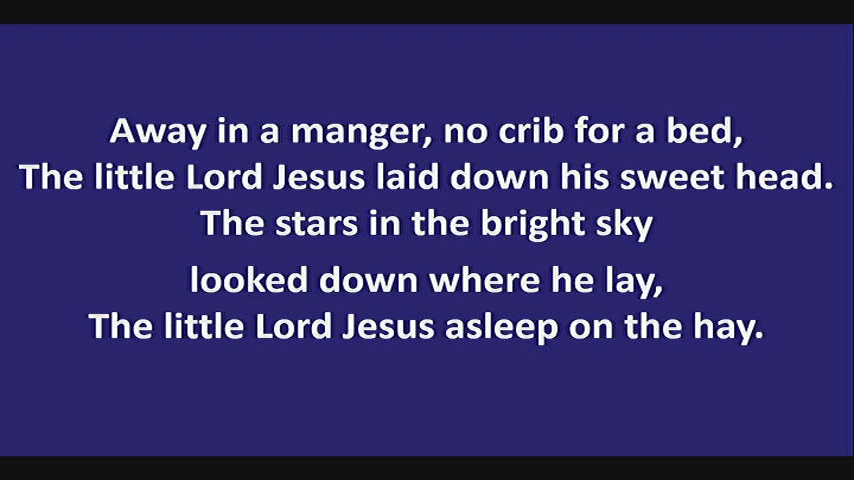 Away in a manger, no crib for a bed,
The little Lord Jesus laid down his sweet head.
The stars in the bright sky
looked down where he lay,
The little Lord Jesus asleep on the hay.